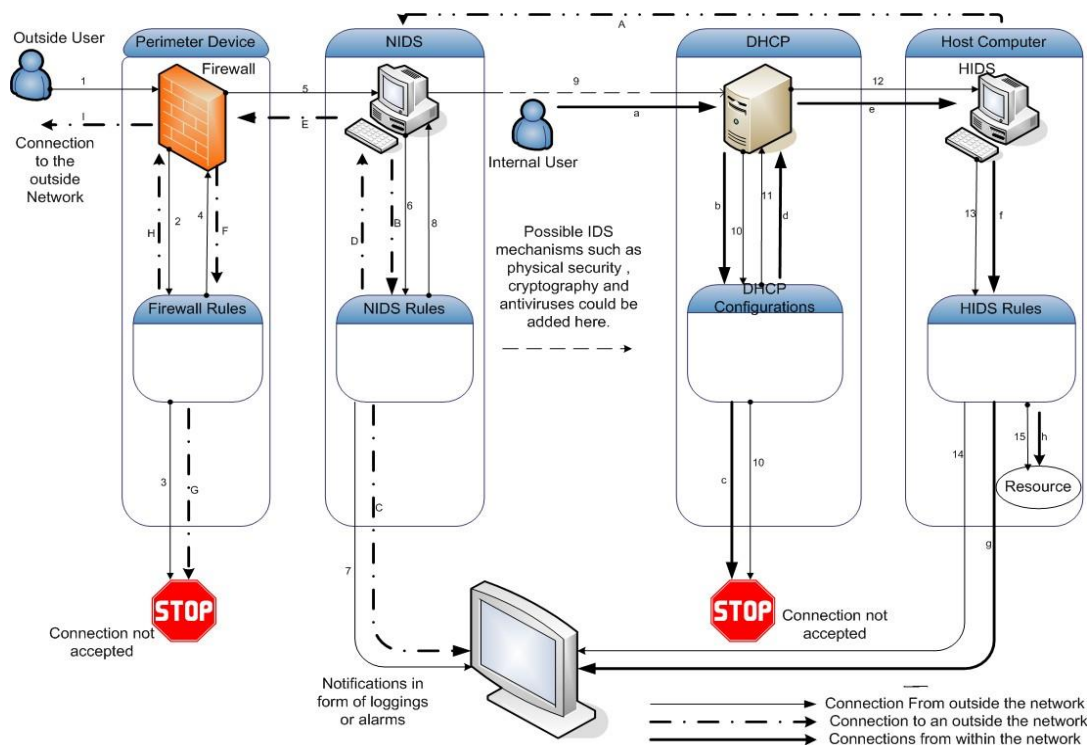 A
Outside User
Perimeter Device
NIDS
DHCP
Host Computer
Firewall
HIDS
1
5
9
12
I
E
a
e
Connection
to the
outside
Network
Internal User
2
4
H
F
6
8
D
B
b
10
11
d
13
f
Possible IDS
mechanisms such as
physical security ,
cryptography and
antiviruses could be
added here.
Firewall Rules
NIDS Rules
DHCP
Configurations
HIDS Rules
3
G
C
7
c
10
14
g
15
h
Resource
STOP
Connection not
accepted
STOP
Connection not
accepted
Notifications in
form of loggings
or alarms
Connection From outside the network
Connection to an outside the network
Connections from within the network